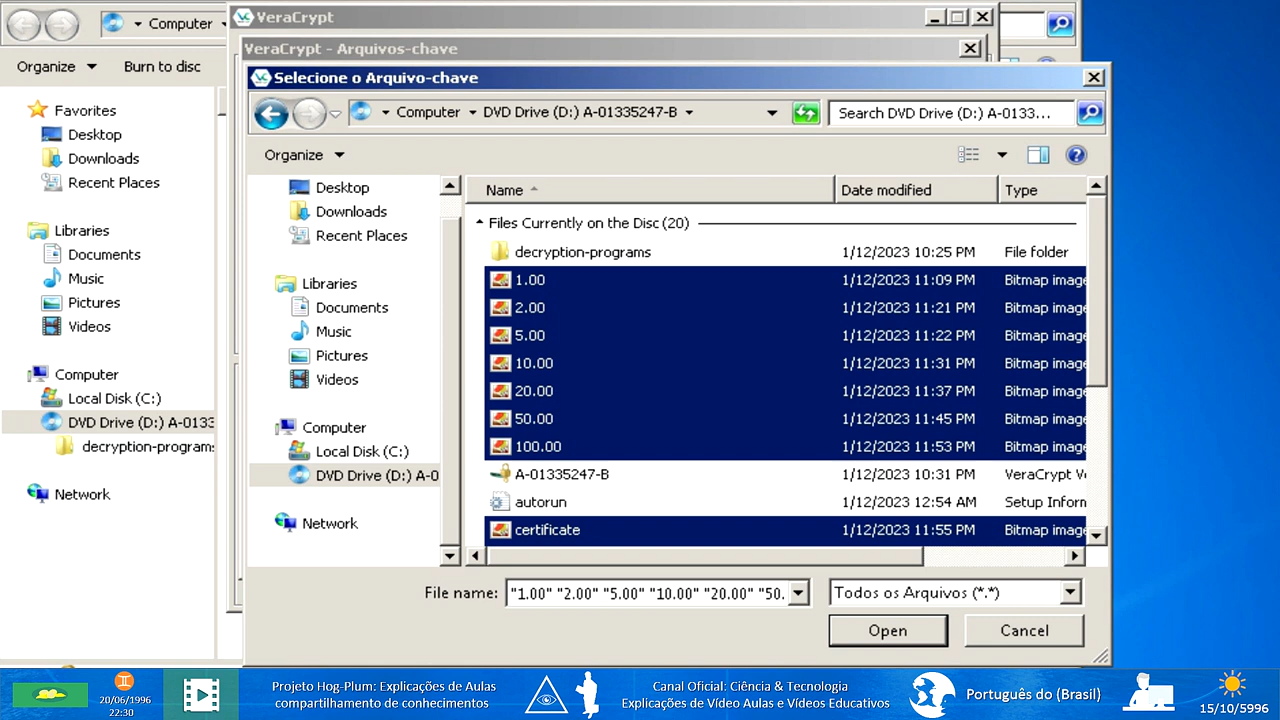 Computer
Organize
Burn to disc
Favorites
Desktop
Downloads
Recent Places
Libraries
Documents
Music
Pictures
Videos
Computer
Local Disk (C:)
DVD Drive (D:) A-0133
decryption-programs
Network
VeraCrypt
VeraCrypt - Arquivos-chave
Selecione o Arquivo-chave
Computer DVD Drive (D:) A-01335247-B
Search DVD Drive (D:) A-0133...
Organize
Desktop
Downloads
Recent Places
Libraries
Documents
Music
Pictures
Videos
Computer
Local Disk (C:)
DVD Drive (D:) A-0
Network
Name Date modified Type
Files Currently on the Disc (20)
decryption-programs 1/12/2023 10:25 PM File folder
1.00 1/12/2023 11:09 PM Bitmap image
2.00 1/12/2023 11:21 PM Bitmap image
5.00 1/12/2023 11:22 PM Bitmap image
10.00 1/12/2023 11:31 PM Bitmap image
20.00 1/12/2023 11:37 PM Bitmap image
50.00 1/12/2023 11:45 PM Bitmap image
100.00 1/12/2023 11:53 PM Bitmap image
A-01335247-B 1/12/2023 10:31 PM VeraCrypt V
autorun 1/12/2023 12:54 AM Setup Inform
certificate 1/12/2023 11:55 PM Bitmap image
File name: "1.00" "2.00" "5.00" "10.00" "20.00" "50.
Todos os Arquivos (*.*)
Open
Cancel
20/06/1996
22:30
Projeto Hog-Plum: Explicações de Aulas
compartilhamento de conhecimentos
Canal Oficial: Ciência & Tecnologia
Explicações de Vídeo Aulas e Vídeos Educativos
Português do (Brasil)
15/10/5996